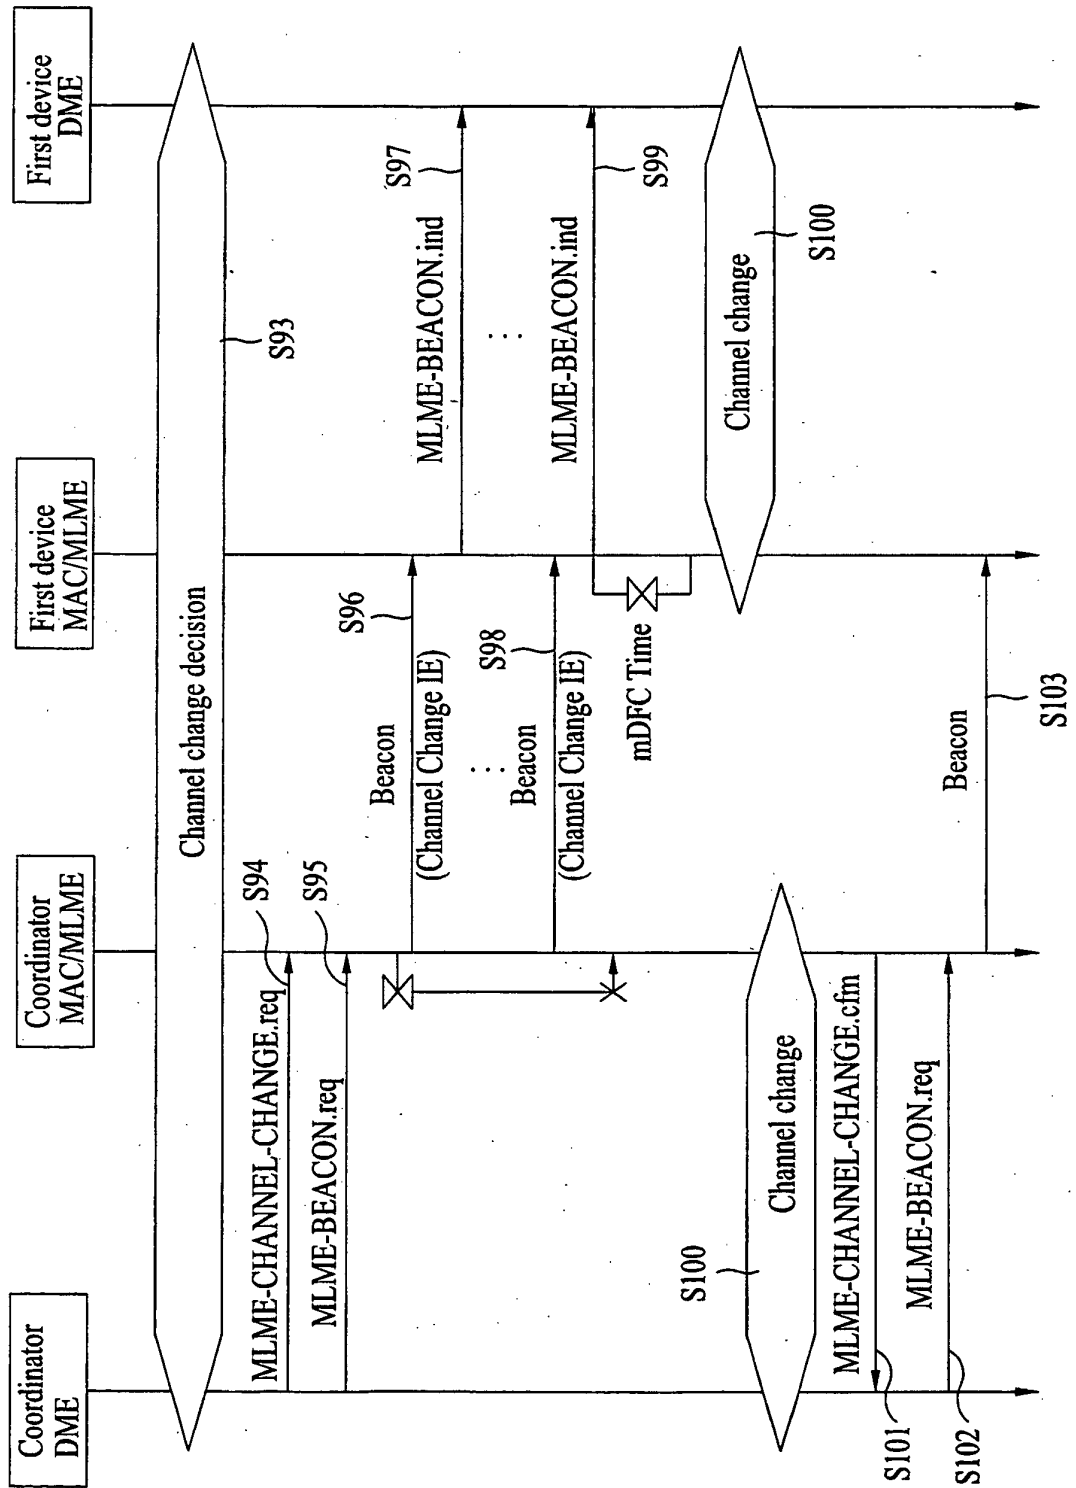 Coordinator
DME
Coordinator
MAC/MLME
First device
MAC/MLME
First device
DME
Channel change decision
S93
MLME-CHANNEL-CHANGE.req
S94
MLME-BEACON.req
S95
Beacon
S96
(Channel Change IE)
MLME-BEACON.ind
S97
...
...
Beacon
S98
(Channel Change IE)
MLME-BEACON.ind
S99
mDFC Time
Channel change
S100
Channel change
S100
MLME-CHANNEL-CHANGE.cfm
S101
MLME-BEACON.req
S102
Beacon
S103